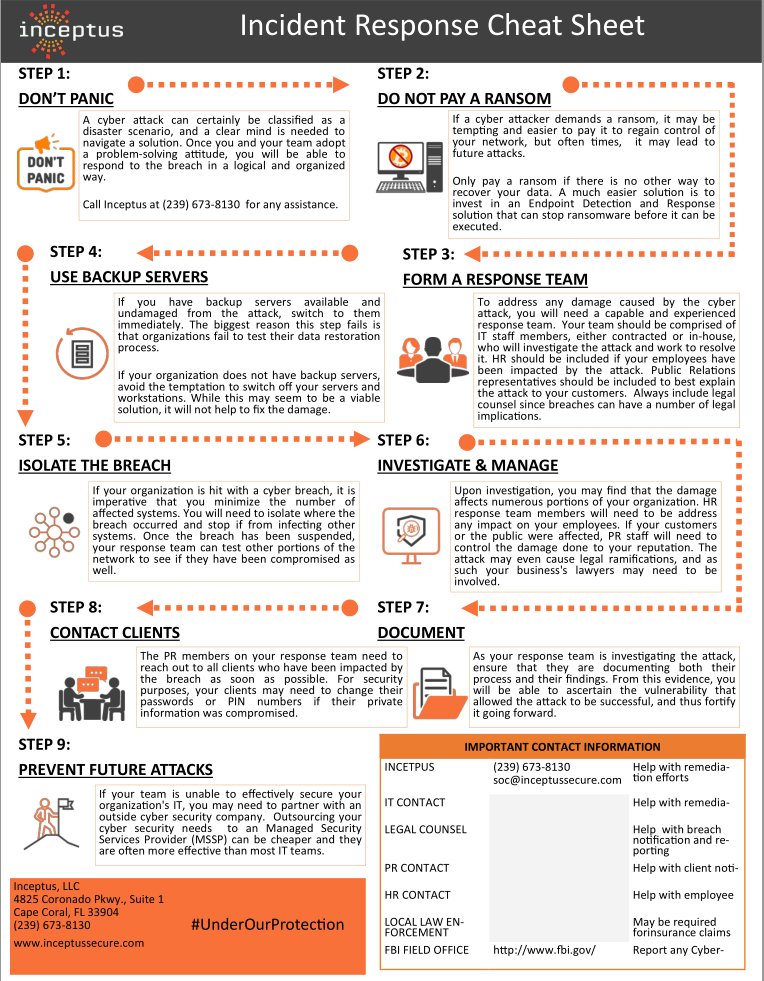 inceptus
Incident Response Cheat Sheet
STEP 1:
DON'T PANIC
DON'T
PANIC
A cyber attack can certainly be classified as a
disaster scenario, and a clear mind is needed to
navigate a solution. Once you and your team adopt
a problem-solving attitude, you will be able to
respond to the breach in a logical and organized
way.
Call Inceptus at (239) 673-8130 for any assistance.
STEP 2:
DO NOT PAY A RANSOM
If a cyber attacker demands a ransom, it may be
tempting and easier to pay it to regain control of
your network, but often times, it may lead to
future attacks.
Only pay a ransom if there is no other way to
recover your data. A much easier solution is to
invest in an Endpoint Detection and Response
solution that can stop ransomware before it can be
executed.
STEP 3:
FORM A RESPONSE TEAM
To address any damage caused by the cyber
attack, you will need a capable and experienced
response team. Your team should be comprised of
IT staff members, either contracted or in-house,
who will investigate the attack and work to resolve
it. HR should be included if your employees have
been impacted by the attack. Public Relations
representatives should be included to best explain
the attack to your customers. Always include legal
counsel since breaches can have a number of legal
implications.
STEP 4:
USE BACKUP SERVERS
If you have backup servers available and
undamaged from the attack, switch to them
immediately. The biggest reason this step fails is
that organizations fail to test their data restoration
process.
If your organization does not have backup servers,
avoid the temptation to switch off your servers and
workstations. While this may seem to be a viable
solution, it will not help to fix the damage.
STEP 5:
ISOLATE THE BREACH
If your organization is hit with a cyber breach, it is
imperative that you minimize the number of
affected systems. You will need to isolate where the
breach occurred and stop if from infecting other
systems. Once the breach has been suspended,
your response team can test other portions of the
network to see if they have been compromised as
well.
STEP 6:
INVESTIGATE & MANAGE
Upon investigation, you may find that the damage
affects numerous portions of your organization. HR
response team members will need to be address
any impact on your employees. If your customers
or the public were affected, PR staff will need to
control the damage done to your reputation. The
attack may even cause legal ramifications, and as
such your business's lawyers may need to be
involved.
STEP 7:
DOCUMENT
As your response team is investigating the attack,
ensure that they are documenting both their
process and their findings. From this evidence, you
will be able to ascertain the vulnerability that
allowed the attack to be successful, and thus fortify
it going forward.
STEP 8:
CONTACT CLIENTS
The PR members on your response team need to
reach out to all clients who have been impacted by
the breach as soon as possible. For security
purposes, your clients may need to change their
passwords or PIN numbers if their private
information was compromised.
STEP 9:
PREVENT FUTURE ATTACKS
If your team is unable to effectively secure your
organization's IT, you may need to partner with an
outside cyber security company. Outsourcing your
cyber security needs to an Managed Security
Services Provider (MSSP) can be cheaper and they
are often more effective than most IT teams.
IMPORTANT CONTACT INFORMATION
INCETPUS (239) 673-8130 Help with remedia-
soc@inceptussecure.com tion efforts
IT CONTACT Help with remedia-
LEGAL COUNSEL Help with breach
notification and re-
porting
PR CONTACT Help with client noti-
HR CONTACT Help with employee
LOCAL LAW EN- May be required
FORCEMENT forinsurance claims
FBI FIELD OFFICE http://www.fbi.gov/ Report any Cyber-
Inceptus, LLC
4825 Coronado Pkwy., Suite 1
Cape Coral, FL 33904
(239) 673-8130
www.inceptussecure.com
#UnderOurProtection